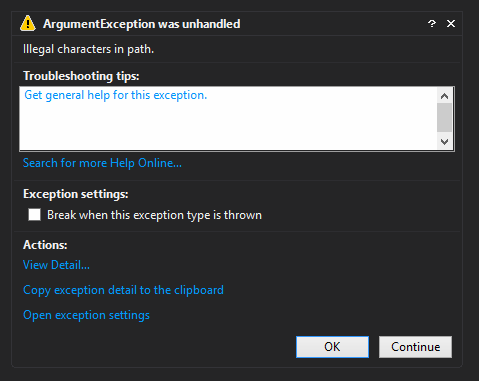 ArgumentException was unhandled
Illegal characters in path.
Troubleshooting tips:
Get general help for this exception.
Search for more Help Online...
Exception settings:
Break when this exception type is thrown
Actions:
View Detail...
Copy exception detail to the clipboard
Open exception settings
OK Continue